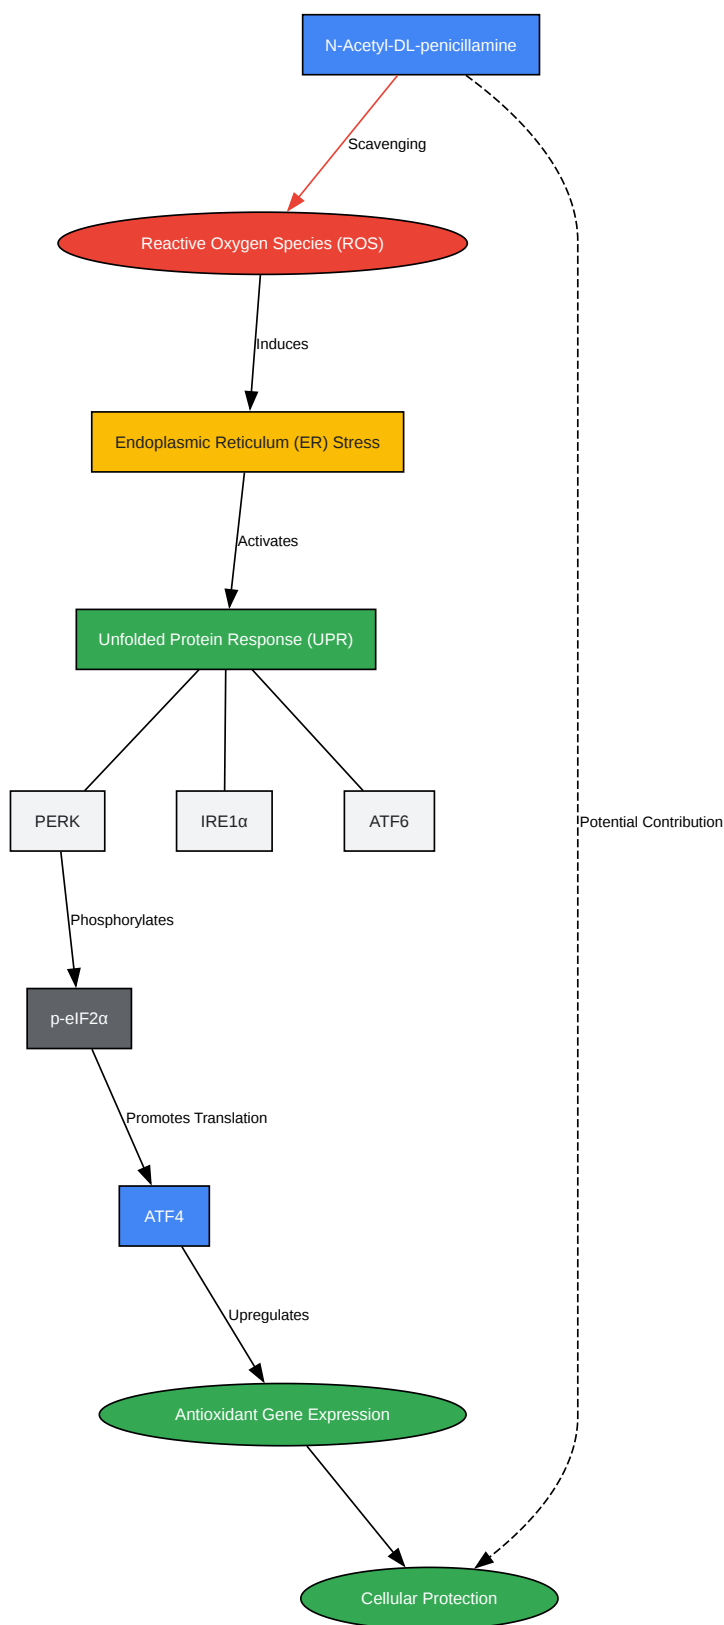 N-Acetyl-DL-penicillamine
Scavenging
Reactive Oxygen Species (ROS)
Induces
Endoplasmic Reticulum (ER) Stress
Activates
Unfolded Protein Response (UPR)
PERK
IRE1α
ATF6
Potential Contribution
Phosphorylates
p-eIF2α
Promotes Translation
ATF4
Upregulates
Antioxidant Gene Expression
Cellular Protection